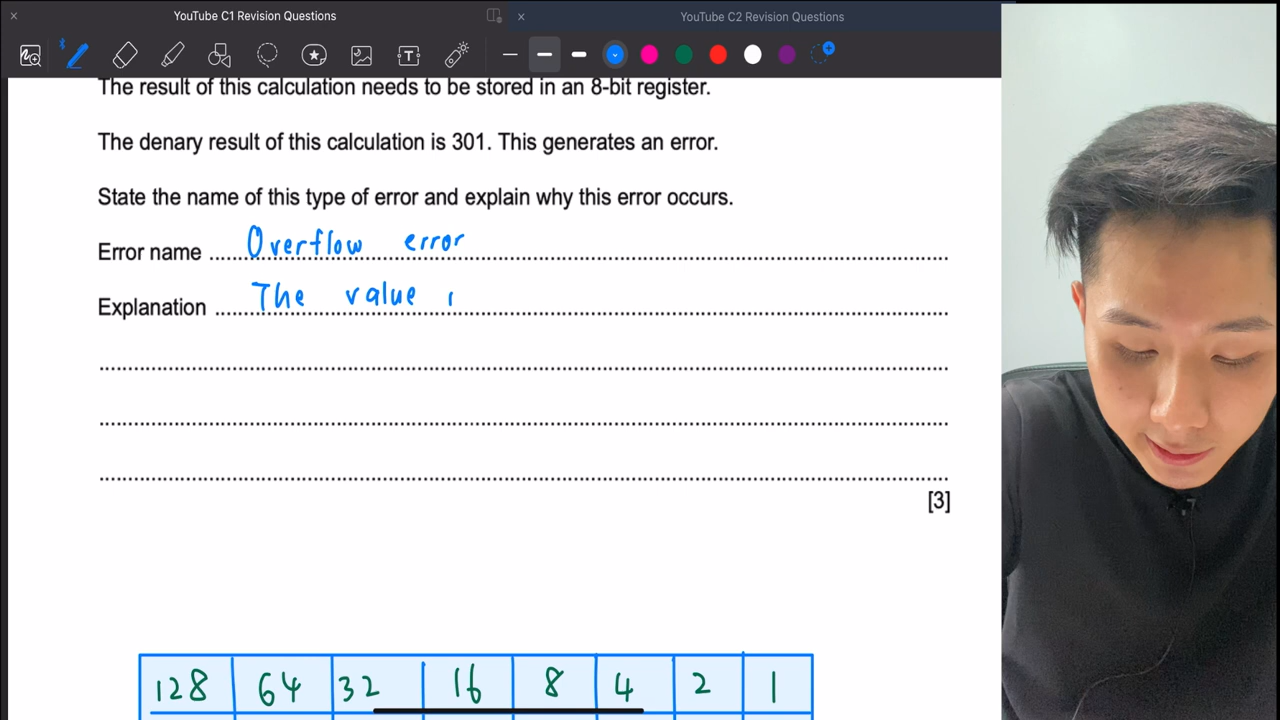 YouTube C1 Revision Questions
YouTube C2 Revision Questions
The result of this calculation needs to be stored in an 8-bit register.
The denary result of this calculation is 301. This generates an error.
State the name of this type of error and explain why this error occurs.
Error name Overflow error
Explanation The value
[3]
128 64 32 16 8 4 2 1